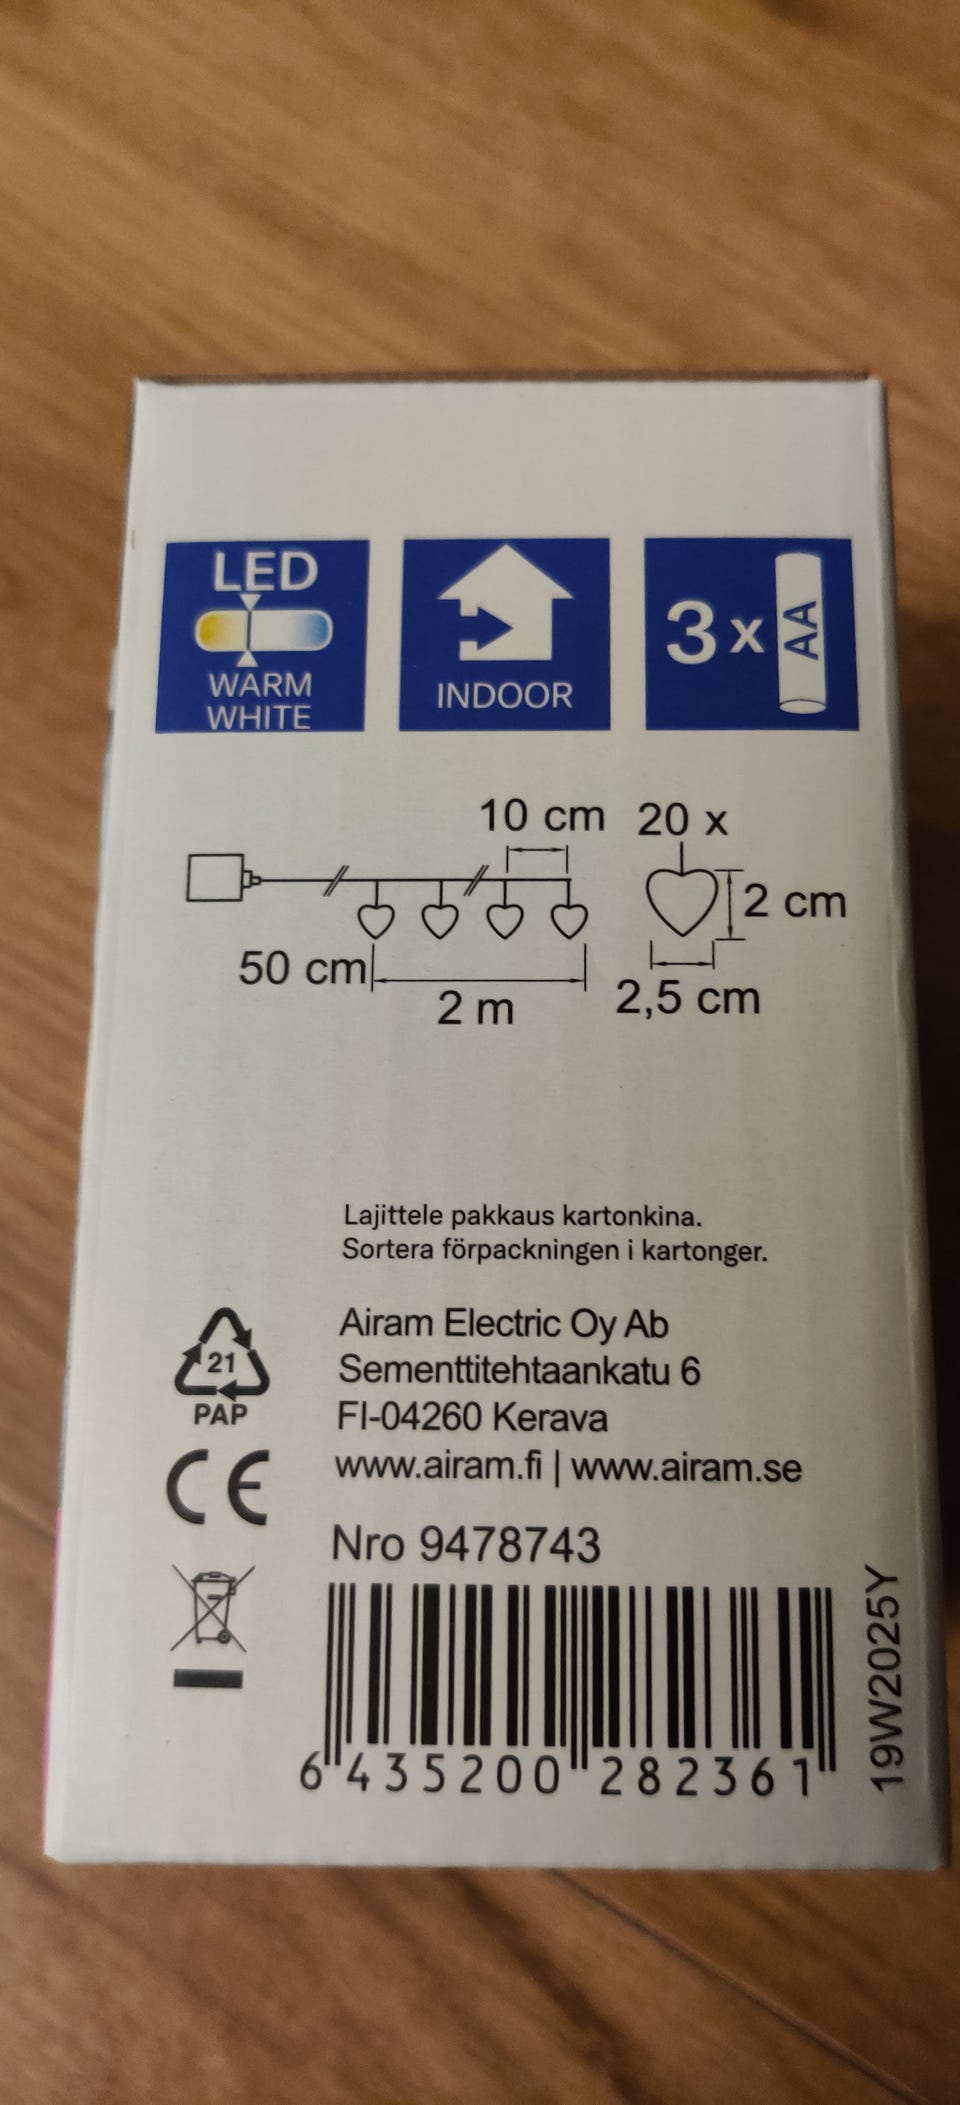 LED
WARM
WHITE
INDOOR
3 x AA
10 cm
20 x
2 cm
50 cm
2 m
2,5 cm
Lajittele pakkaus kartonkina.
Sortera förpackningen i kartonger.
21
PAP
CE
Airam Electric Oy Ab
Sementtitehtaankatu 6
FI-04260 Kerava
www.airam.fi | www.airam.se
Nro 9478743
6 435200 282361
19W2025Y